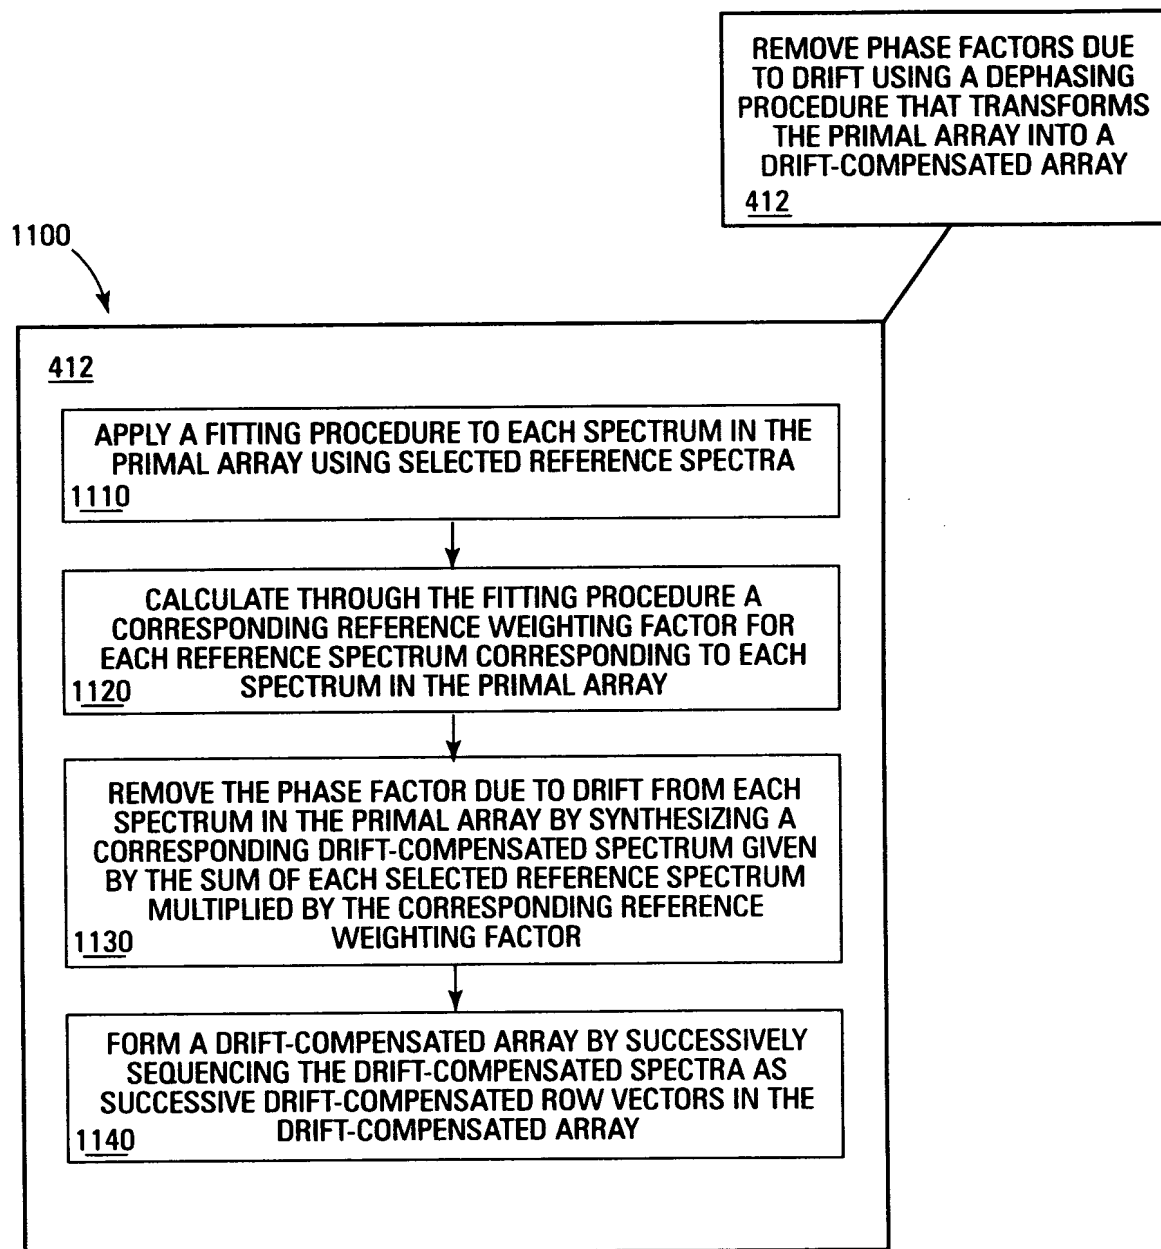 REMOVE PHASE FACTORS DUE
TO DRIFT USING A DEPHASING
PROCEDURE THAT TRANSFORMS
THE PRIMAL ARRAY INTO A
DRIFT-COMPENSATED ARRAY
412
1100
412
APPLY A FITTING PROCEDURE TO EACH SPECTRUM IN THE
PRIMAL ARRAY USING SELECTED REFERENCE SPECTRA
1110
CALCULATE THROUGH THE FITTING PROCEDURE A
CORRESPONDING REFERENCE WEIGHTING FACTOR FOR
EACH REFERENCE SPECTRUM CORRESPONDING TO EACH
SPECTRUM IN THE PRIMAL ARRAY
1120
REMOVE THE PHASE FACTOR DUE TO DRIFT FROM EACH
SPECTRUM IN THE PRIMAL ARRAY BY SYNTHESIZING A
CORRESPONDING DRIFT-COMPENSATED SPECTRUM GIVEN
BY THE SUM OF EACH SELECTED REFERENCE SPECTRUM
MULTIPLIED BY THE CORRESPONDING REFERENCE
WEIGHTING FACTOR
1130
FORM A DRIFT-COMPENSATED ARRAY BY SUCCESSIVELY
SEQUENCING THE DRIFT-COMPENSATED SPECTRA AS
SUCCESSIVE DRIFT-COMPENSATED ROW VECTORS IN THE
DRIFT-COMPENSATED ARRAY
1140